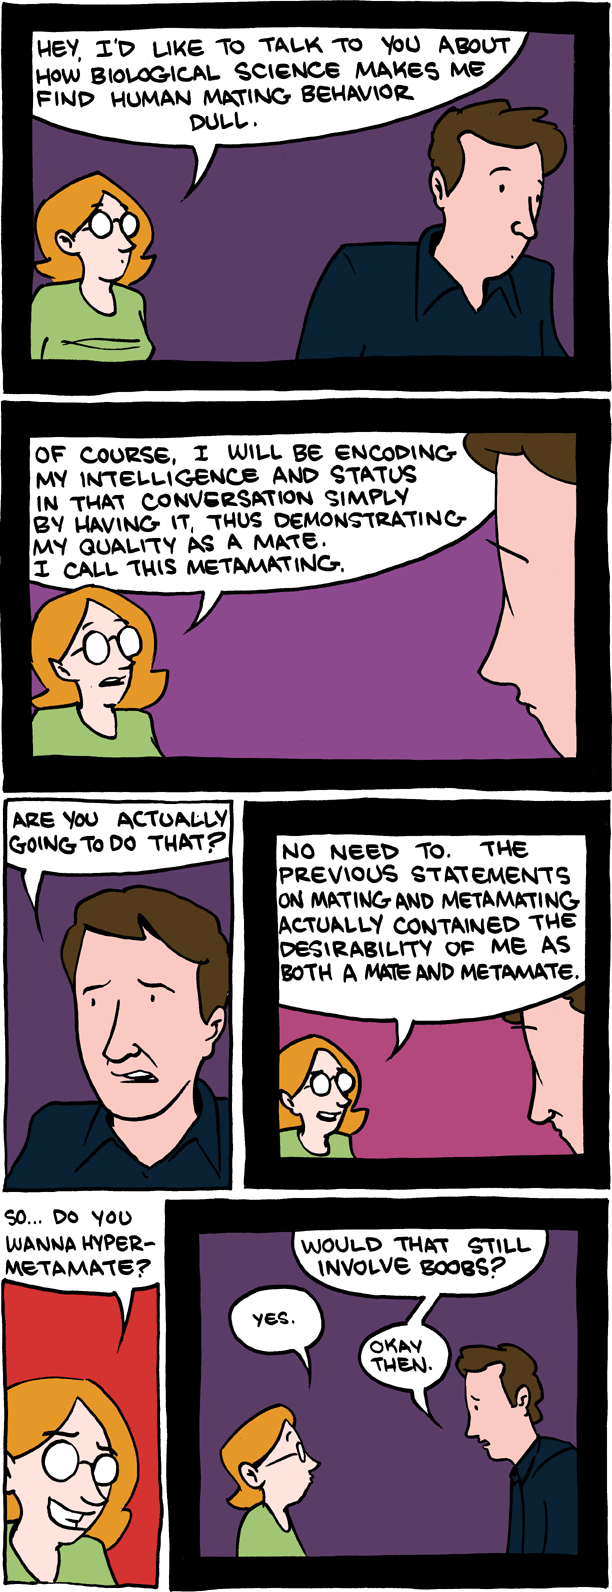 HEY, I'D LIKE TO TALK TO YOU ABOUT
HOW BIOLOGICAL SCIENCE MAKES ME
FIND HUMAN MATING BEHAVIOR
DULL.
OF COURSE, I WILL BE ENCODING
MY INTELLIGENCE AND STATUS
IN THAT CONVERSATION SIMPLY
BY HAVING IT, THUS DEMONSTRATING
MY QUALITY AS A MATE.
I CALL THIS METAMATING.
ARE YOU ACTUALLY
GOING TO DO THAT?
NO NEED TO. THE
PREVIOUS STATEMENTS
ON MATING AND METAMATING
ACTUALLY CONTAINED THE
DESIRABILITY OF ME AS
BOTH A MATE AND METAMATE.
SO... DO YOU
WANNA HYPER-
METAMATE?
WOULD THAT STILL
INVOLVE BOOBS?
YES.
OKAY
THEN.